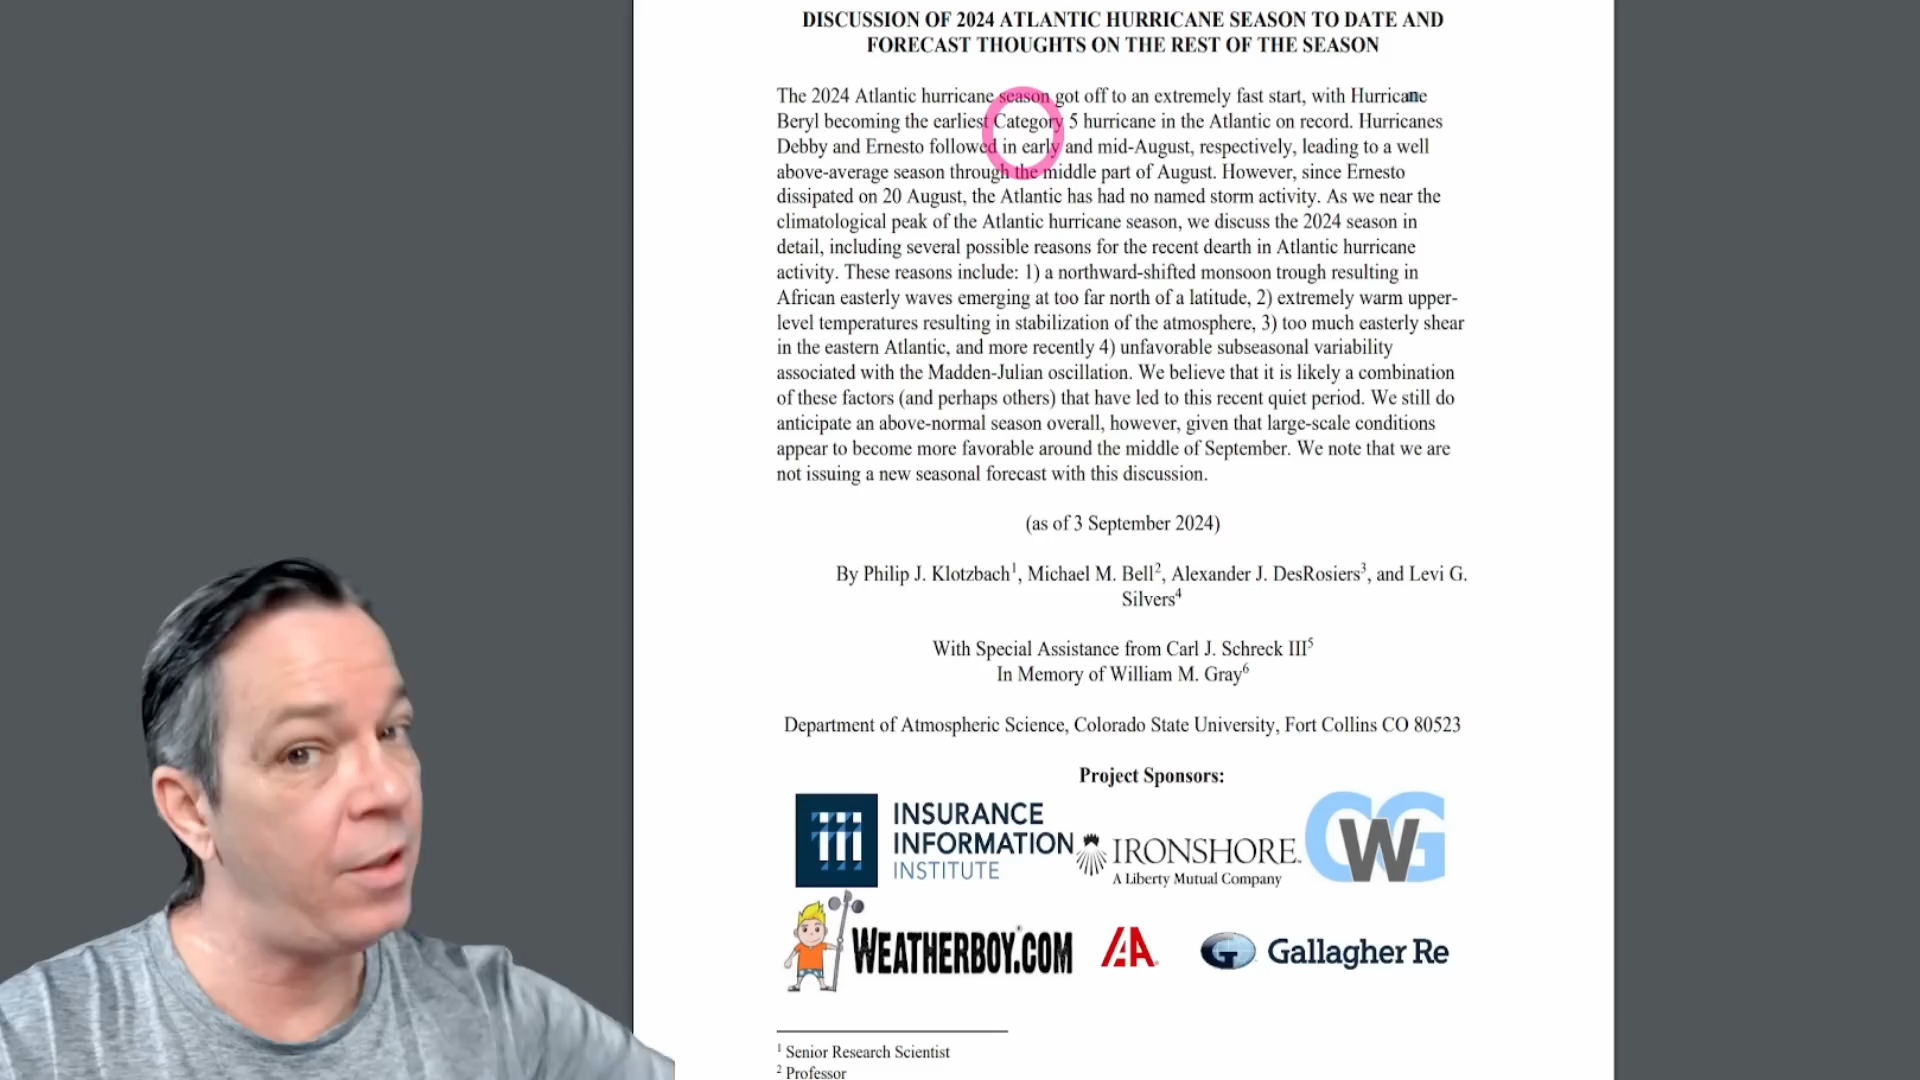 DISCUSSION OF 2024 ATLANTIC HURRICANE SEASON TO DATE AND
FORECAST THOUGHTS ON THE REST OF THE SEASON
The 2024 Atlantic hurricane season got off to an extremely fast start, with Hurricane
Beryl becoming the earliest Category 5 hurricane in the Atlantic on record. Hurricanes
Debby and Ernesto followed in early and mid-August, respectively, leading to a well
above-average season through the middle part of August. However, since Ernesto
dissipated on 20 August, the Atlantic has had no named storm activity. As we near the
climatological peak of the Atlantic hurricane season, we discuss the 2024 season in
detail, including several possible reasons for the recent dearth in Atlantic hurricane
activity. These reasons include: 1) a northward-shifted monsoon trough resulting in
African easterly waves emerging at too far north of a latitude, 2) extremely warm upper-
level temperatures resulting in stabilization of the atmosphere, 3) too much easterly shear
in the eastern Atlantic, and more recently 4) unfavorable subseasonal variability
associated with the Madden-Julian oscillation. We believe that it is likely a combination
of these factors (and perhaps others) that have led to this recent quiet period. We still do
anticipate an above-normal season overall, however, given that large-scale conditions
appear to become more favorable around the middle of September. We note that we are
not issuing a new seasonal forecast with this discussion.
(as of 3 September 2024)
By Philip J. Klotzbach¹, Michael M. Bell², Alexander J. DesRosiers³, and Levi G.
Silvers⁴
With Special Assistance from Carl J. Schreck III⁵
In Memory of William M. Gray⁶
Department of Atmospheric Science, Colorado State University, Fort Collins CO 80523
Project Sponsors:
iii INSURANCE
INFORMATION
INSTITUTE
IRONSHORE™
A Liberty Mutual Company
CWG
WEATHERBOY.COM
AA
G Gallagher Re
¹ Senior Research Scientist
² Professor